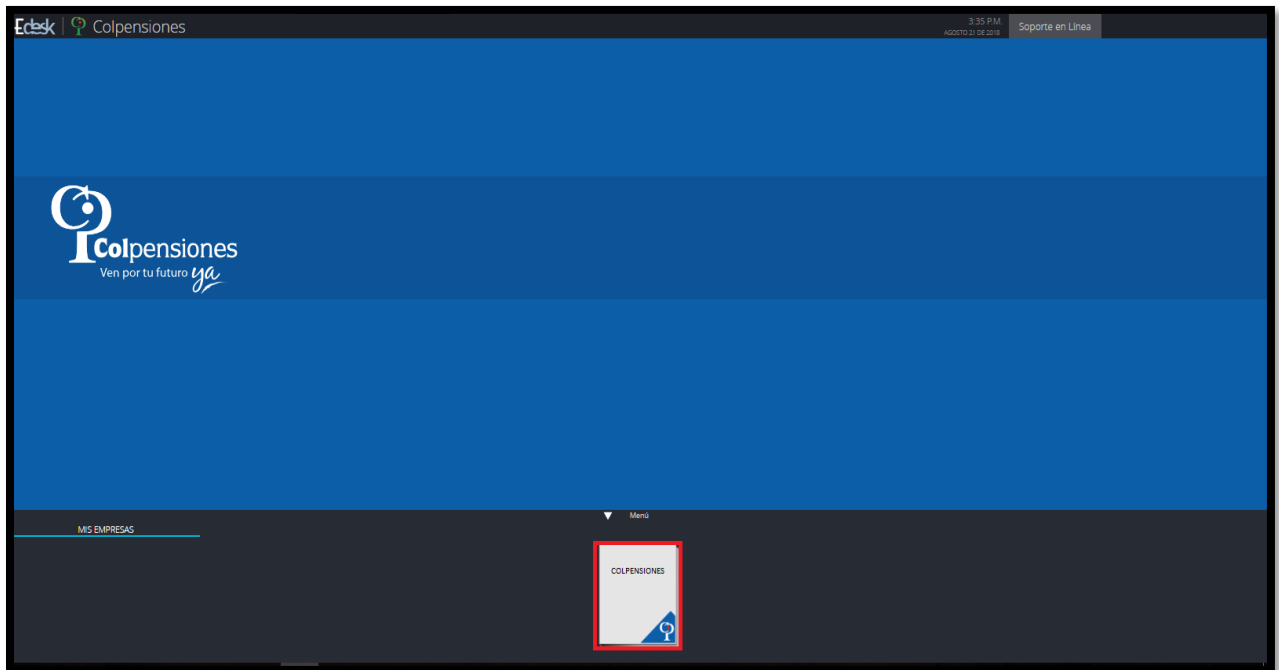 Edesk | Colpensiones
3:35 P.M.
AGOSTO 21 DE 2018
Soporte en Línea
Colpensiones
Ven por tu futuro ya
Menú
MIS EMPRESAS
COLPENSIONES